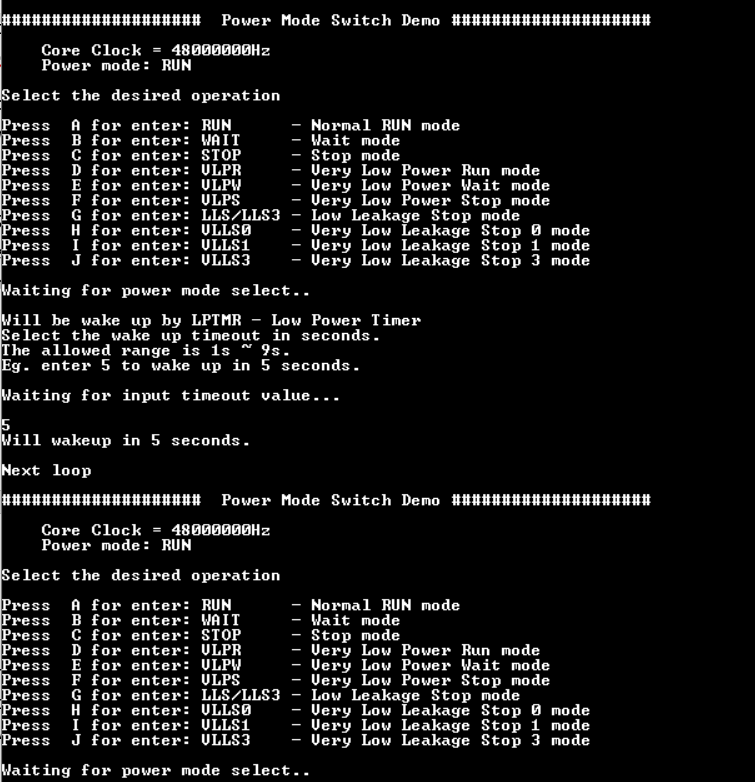 ####################  Power Mode Switch Demo ####################
    Core Clock = 48000000Hz
    Power mode: RUN
Select the desired operation
Press  A for enter: RUN      - Normal RUN mode
Press  B for enter: WAIT     - Wait mode
Press  C for enter: STOP     - Stop mode
Press  D for enter: VLPR     - Very Low Power Run mode
Press  E for enter: VLPW     - Very Low Power Wait mode
Press  F for enter: VLPS     - Very Low Power Stop mode
Press  G for enter: LLS/LLS3 - Low Leakage Stop mode
Press  H for enter: VLLS0    - Very Low Leakage Stop 0 mode
Press  I for enter: VLLS1    - Very Low Leakage Stop 1 mode
Press  J for enter: VLLS3    - Very Low Leakage Stop 3 mode
Waiting for power mode select..
Will be wake up by LPTMR - Low Power Timer
Select the wake up timeout in seconds.
The allowed range is 1s ~ 9s.
Eg. enter 5 to wake up in 5 seconds.
Waiting for input timeout value...
5
Will wakeup in 5 seconds.
Next loop
####################  Power Mode Switch Demo ####################
    Core Clock = 48000000Hz
    Power mode: RUN
Select the desired operation
Press  A for enter: RUN      - Normal RUN mode
Press  B for enter: WAIT     - Wait mode
Press  C for enter: STOP     - Stop mode
Press  D for enter: VLPR     - Very Low Power Run mode
Press  E for enter: VLPW     - Very Low Power Wait mode
Press  F for enter: VLPS     - Very Low Power Stop mode
Press  G for enter: LLS/LLS3 - Low Leakage Stop mode
Press  H for enter: VLLS0    - Very Low Leakage Stop 0 mode
Press  I for enter: VLLS1    - Very Low Leakage Stop 1 mode
Press  J for enter: VLLS3    - Very Low Leakage Stop 3 mode
Waiting for power mode select..